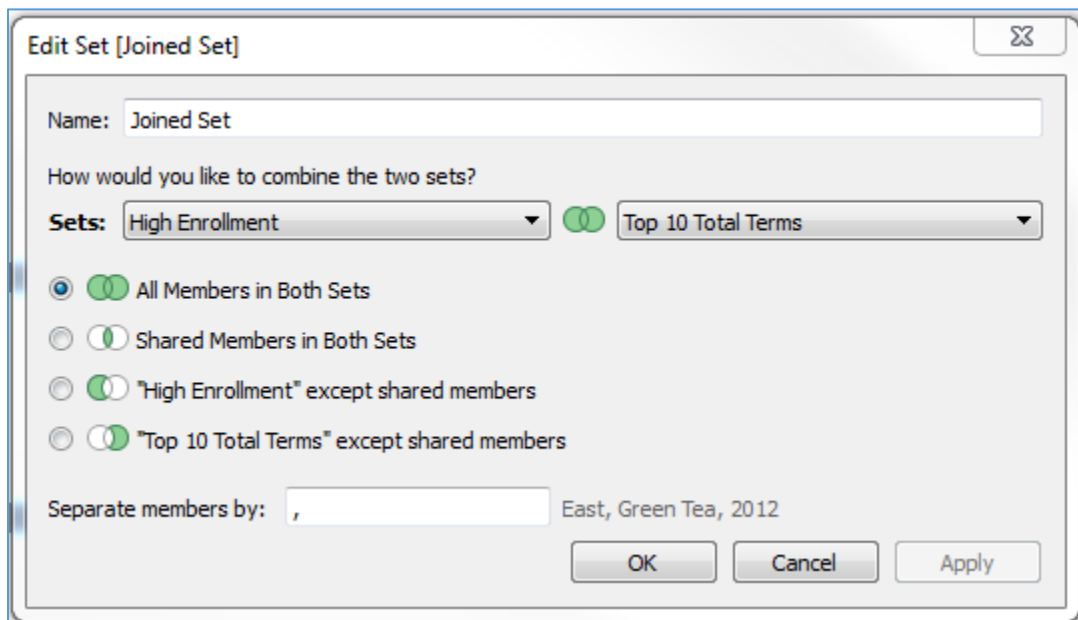 Edit Set [Joined Set]
Name: Joined Set
How would you like to combine the two sets?
Sets: High Enrollment Top 10 Total Terms
All Members in Both Sets
Shared Members in Both Sets
"High Enrollment" except shared members
"Top 10 Total Terms" except shared members
Separate members by: , East, Green Tea, 2012
OK Cancel Apply